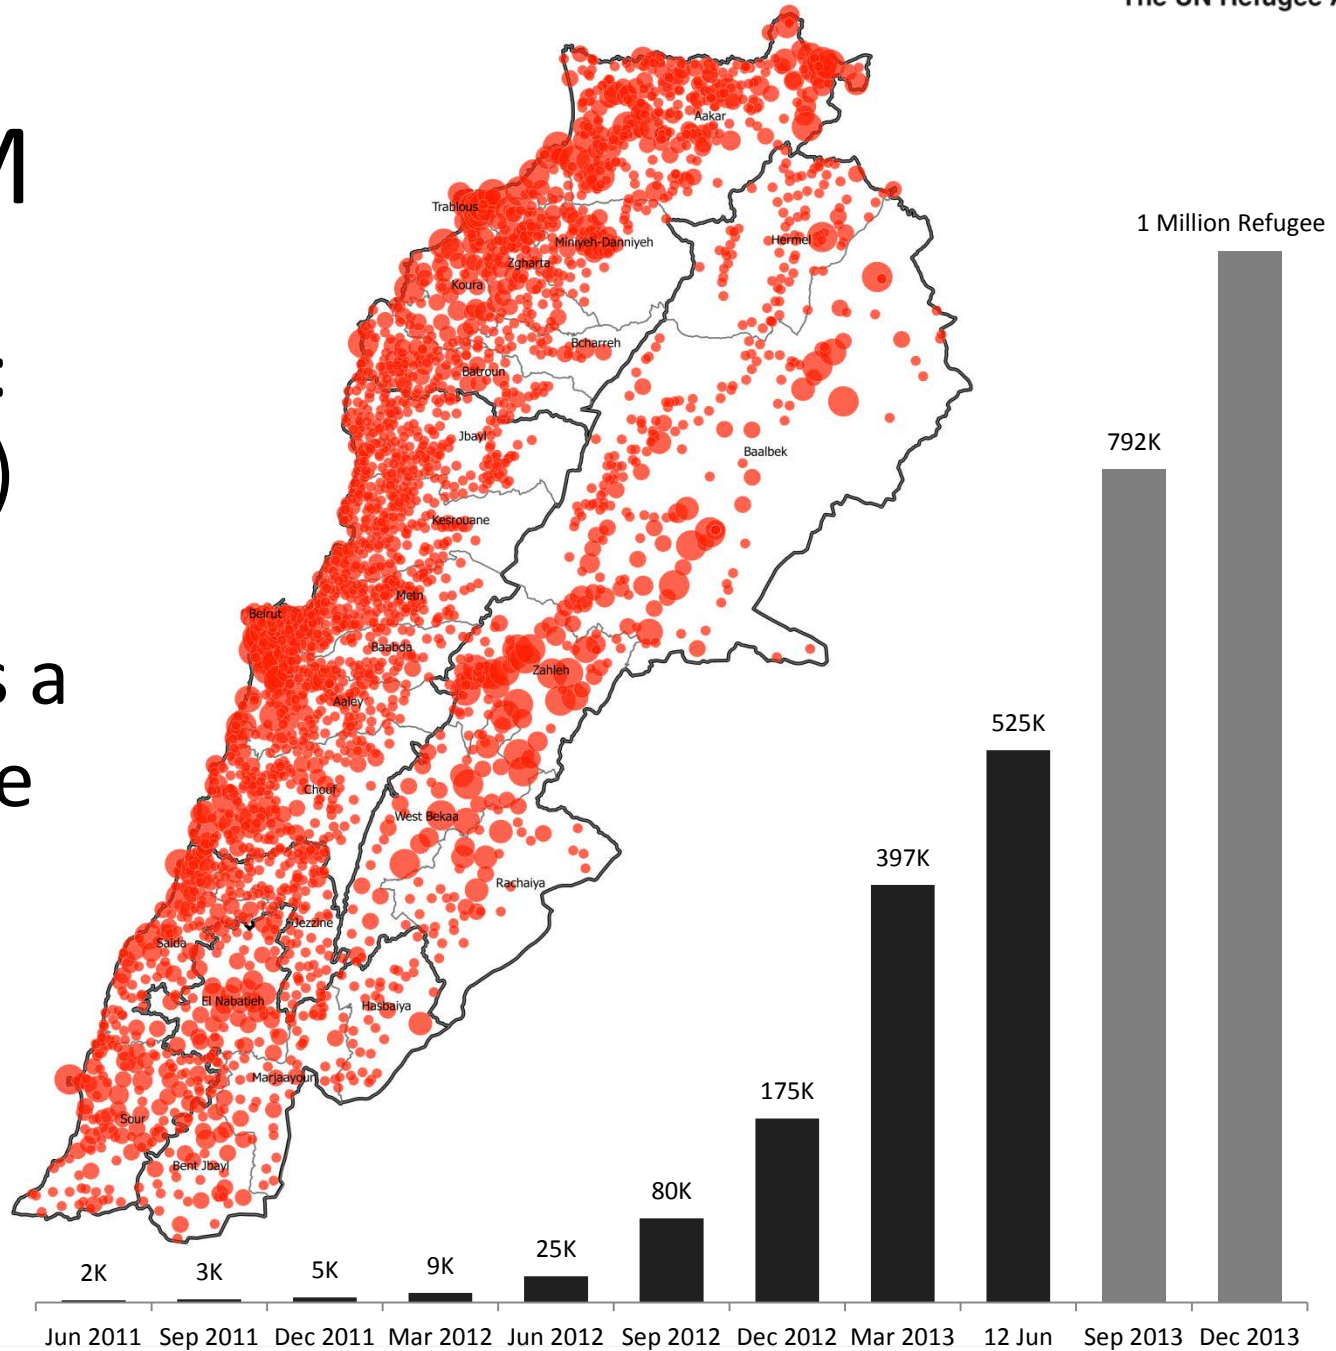 The UN Refugee A
M
:
)
s a
e
Aakar
Trablous
Miniyeh-Danniyeh
Hermel
Zgharta
Koura
Bcharreh
Batroun
Jbayl
Baalbek
Kesrouane
Metn
Beirut
Baabda
Zahleh
Aaley
Chouf
West Bekaa
Rachaiya
Jezzine
Saida
El Nabatieh
Hasbaiya
Marjaayoun
Sour
Bent Jbayl
1 Million Refugee
792K
525K
397K
175K
80K
25K
9K
5K
3K
2K
Jun 2011 Sep 2011 Dec 2011 Mar 2012 Jun 2012 Sep 2012 Dec 2012 Mar 2013 12 Jun Sep 2013 Dec 2013